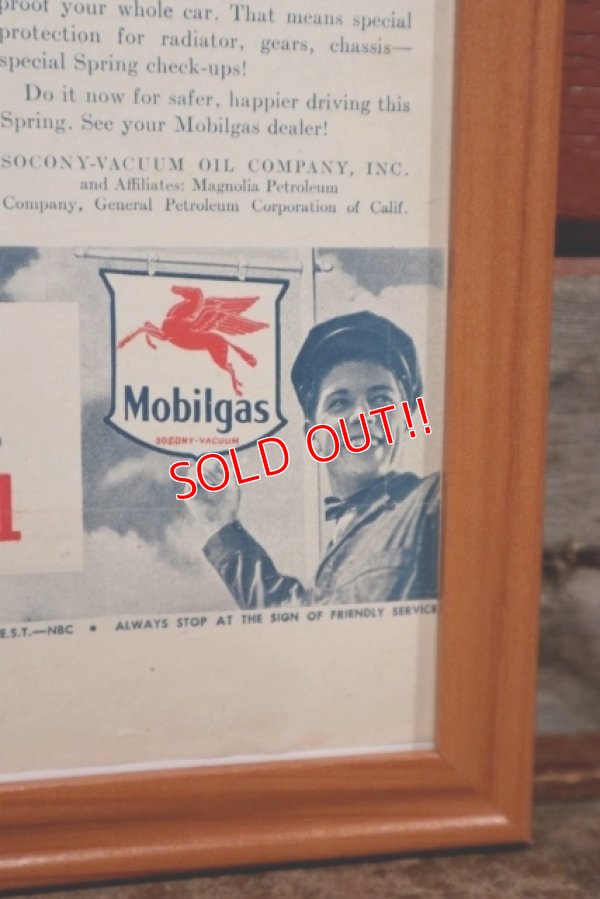 proof your whole car. That means special
protection for radiator, gears, chassis—
special Spring check-ups!
Do it now for safer, happier driving this
Spring. See your Mobilgas dealer!
SOCONY-VACUUM OIL COMPANY, INC.
and Affiliates: Magnolia Petroleum
Company, General Petroleum Corporation of Calif.
Mobilgas
SOCONY-VACUUM
SOLD OUT!!
E.S.T.—NBC • ALWAYS STOP AT THE SIGN OF FRIENDLY SERVICE